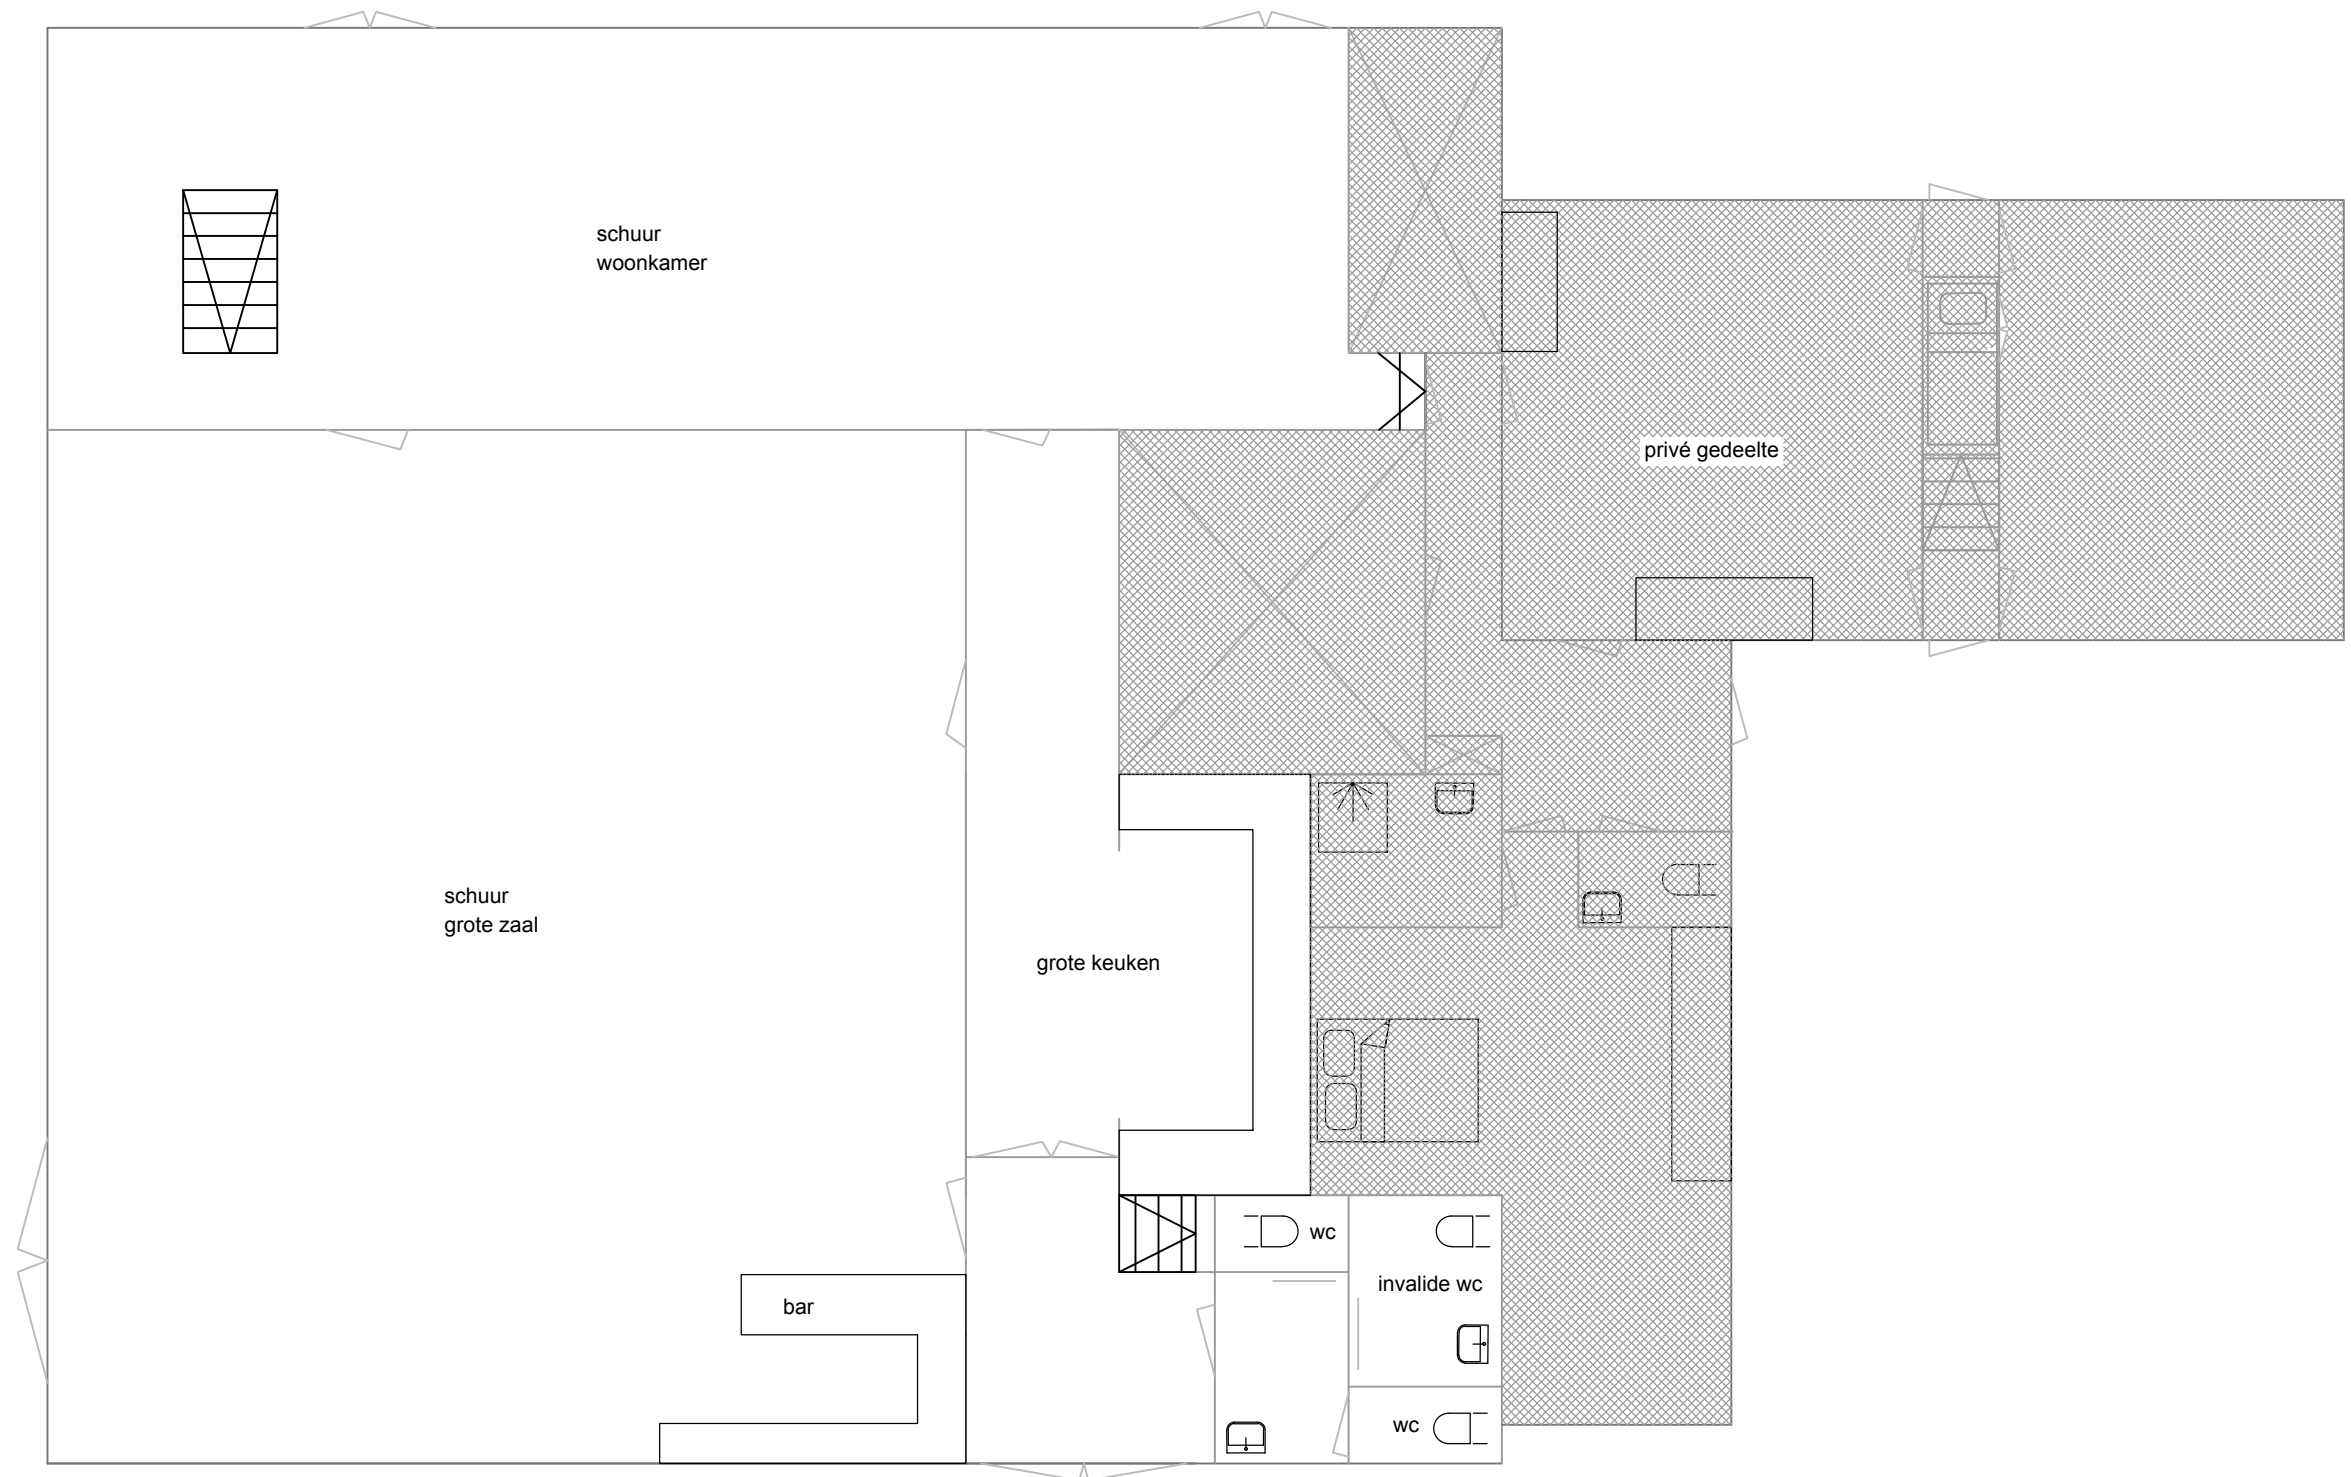 schuur
woonkamer
privé gedeelte
schuur
grote zaal
grote keuken
wc
invalide wc
bar
wc